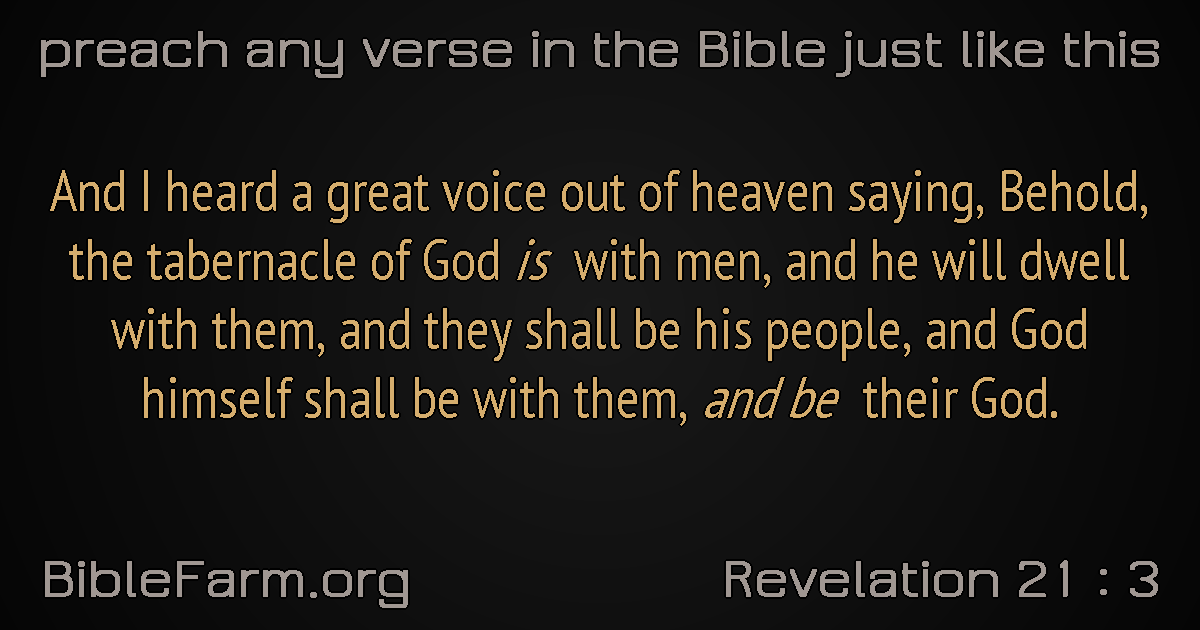 preach any verse in the Bible just like this
And I heard a great voice out of heaven saying, Behold,
the tabernacle of God is with men, and he will dwell
with them, and they shall be his people, and God
himself shall be with them, and be their God.
BibleFarm.org
Revelation 21 : 3